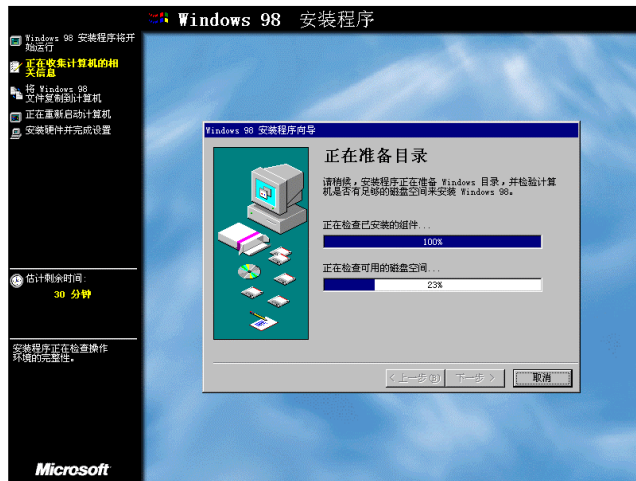 Windows 98 安装程序
Windows 98 安装程序将开
始运行
正在收集计算机的相
关信息
将 Windows 98
文件复制到计算机
正在重新启动计算机
安装硬件并完成设置
估计剩余时间:
30 分钟
安装程序正在检查操作
环境的完整性。
Microsoft
Windows 98 安装程序向导
正在准备目录
请稍候，安装程序正在准备 Windows 目录，并检验计算
机是否有足够的磁盘空间来安装 Windows 98。
正在检查已安装的组件...
100%
正在检查可用的磁盘空间...
23%
<上一步(B)
下一步>
取消